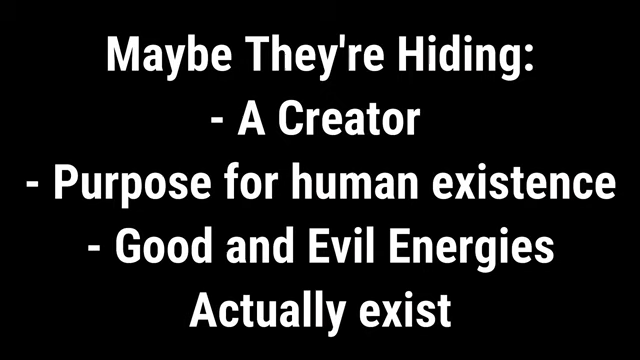 Maybe They're Hiding:
- A Creator
- Purpose for human existence
- Good and Evil Energies
Actually exist